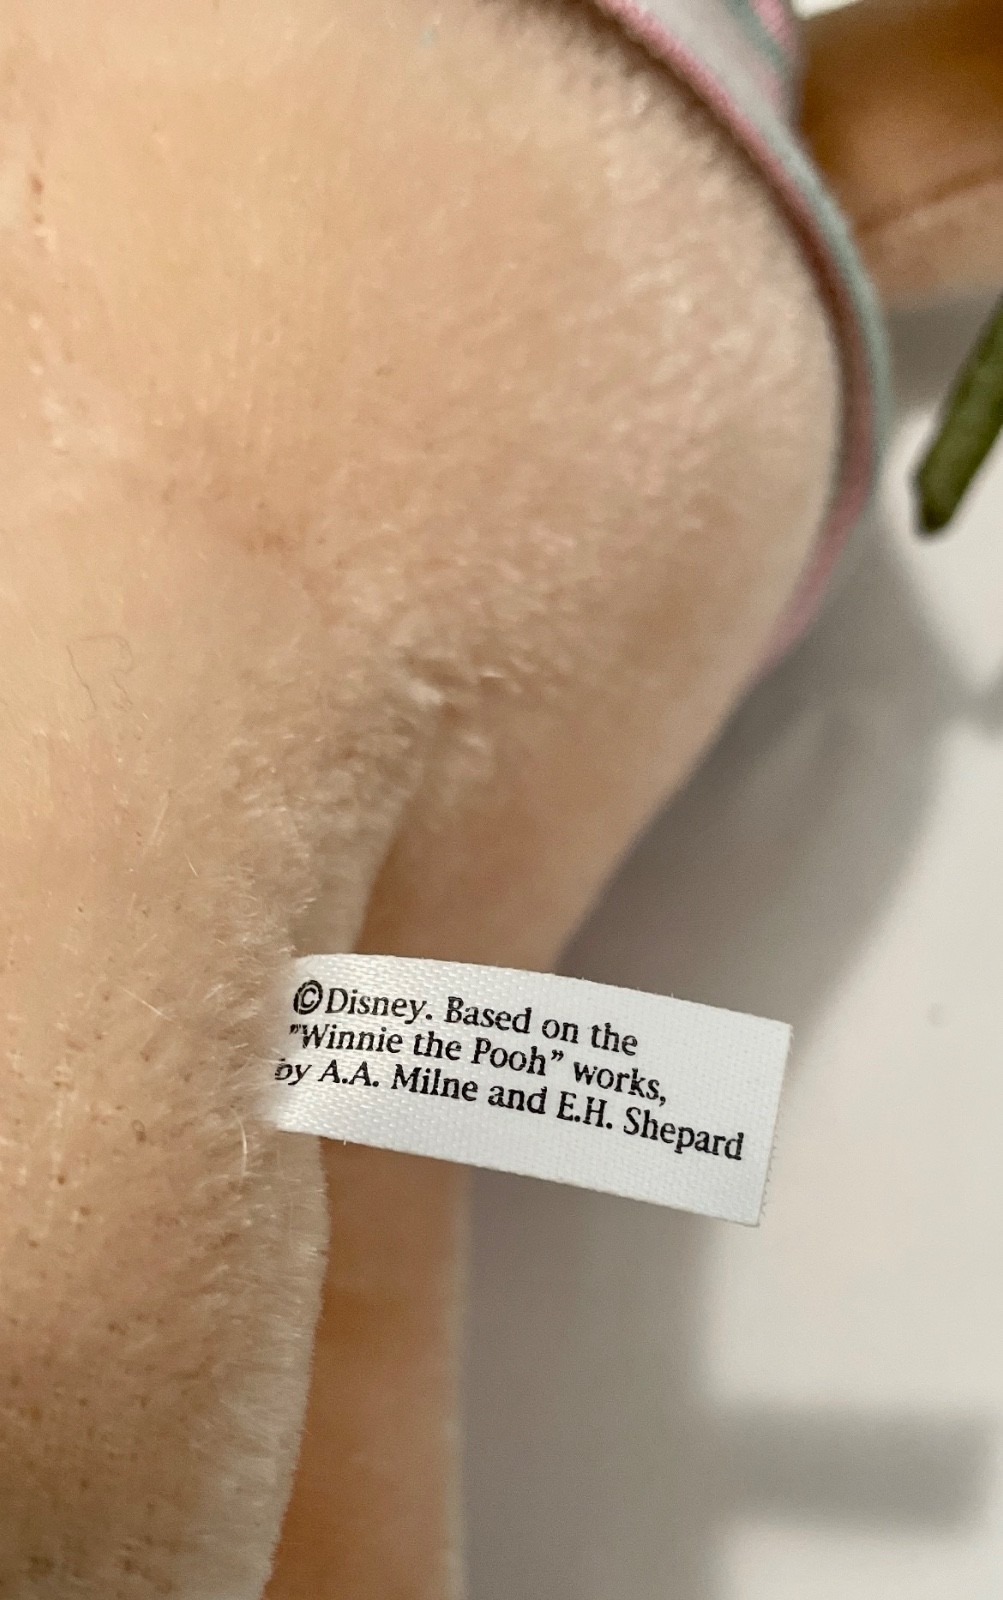 ©Disney. Based on the
"Winnie the Pooh" works,
by A.A. Milne and E.H. Shepard